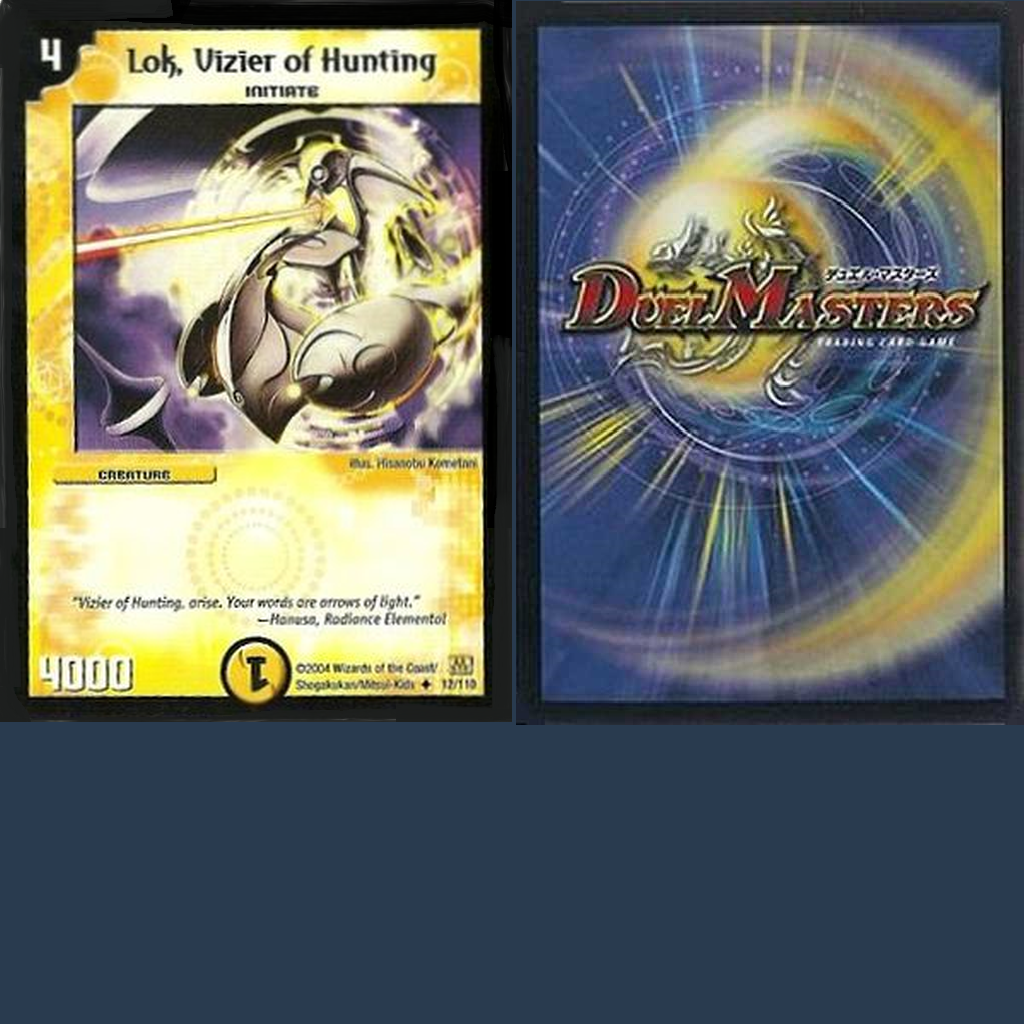 4
Lok, Vizier of Hunting
INITIATE
CREATURE
illus. Hisanobu Kometani
"Vizier of Hunting, arise. Your words are arrows of light."
—Hanusa, Radiance Elemental
4000
1
©2004 Wizards of the Coast/
Shogakukan/Mitsui-Kids 12/110
デュエル・マスターズ
DUEL MASTERS
TRADING CARD GAME